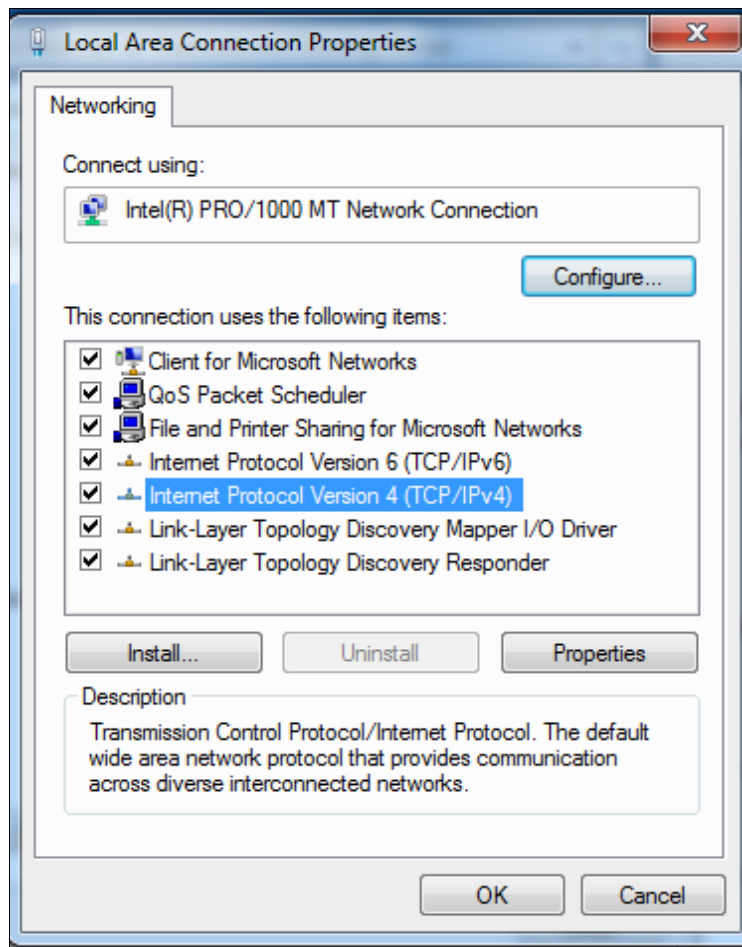 Local Area Connection Properties
Networking
Connect using:
Intel(R) PRO/1000 MT Network Connection
Configure...
This connection uses the following items:
Client for Microsoft Networks
QoS Packet Scheduler
File and Printer Sharing for Microsoft Networks
Internet Protocol Version 6 (TCP/IPv6)
Internet Protocol Version 4 (TCP/IPv4)
Link-Layer Topology Discovery Mapper I/O Driver
Link-Layer Topology Discovery Responder
Install... Uninstall Properties
Description
Transmission Control Protocol/Internet Protocol. The default
wide area network protocol that provides communication
across diverse interconnected networks.
OK Cancel